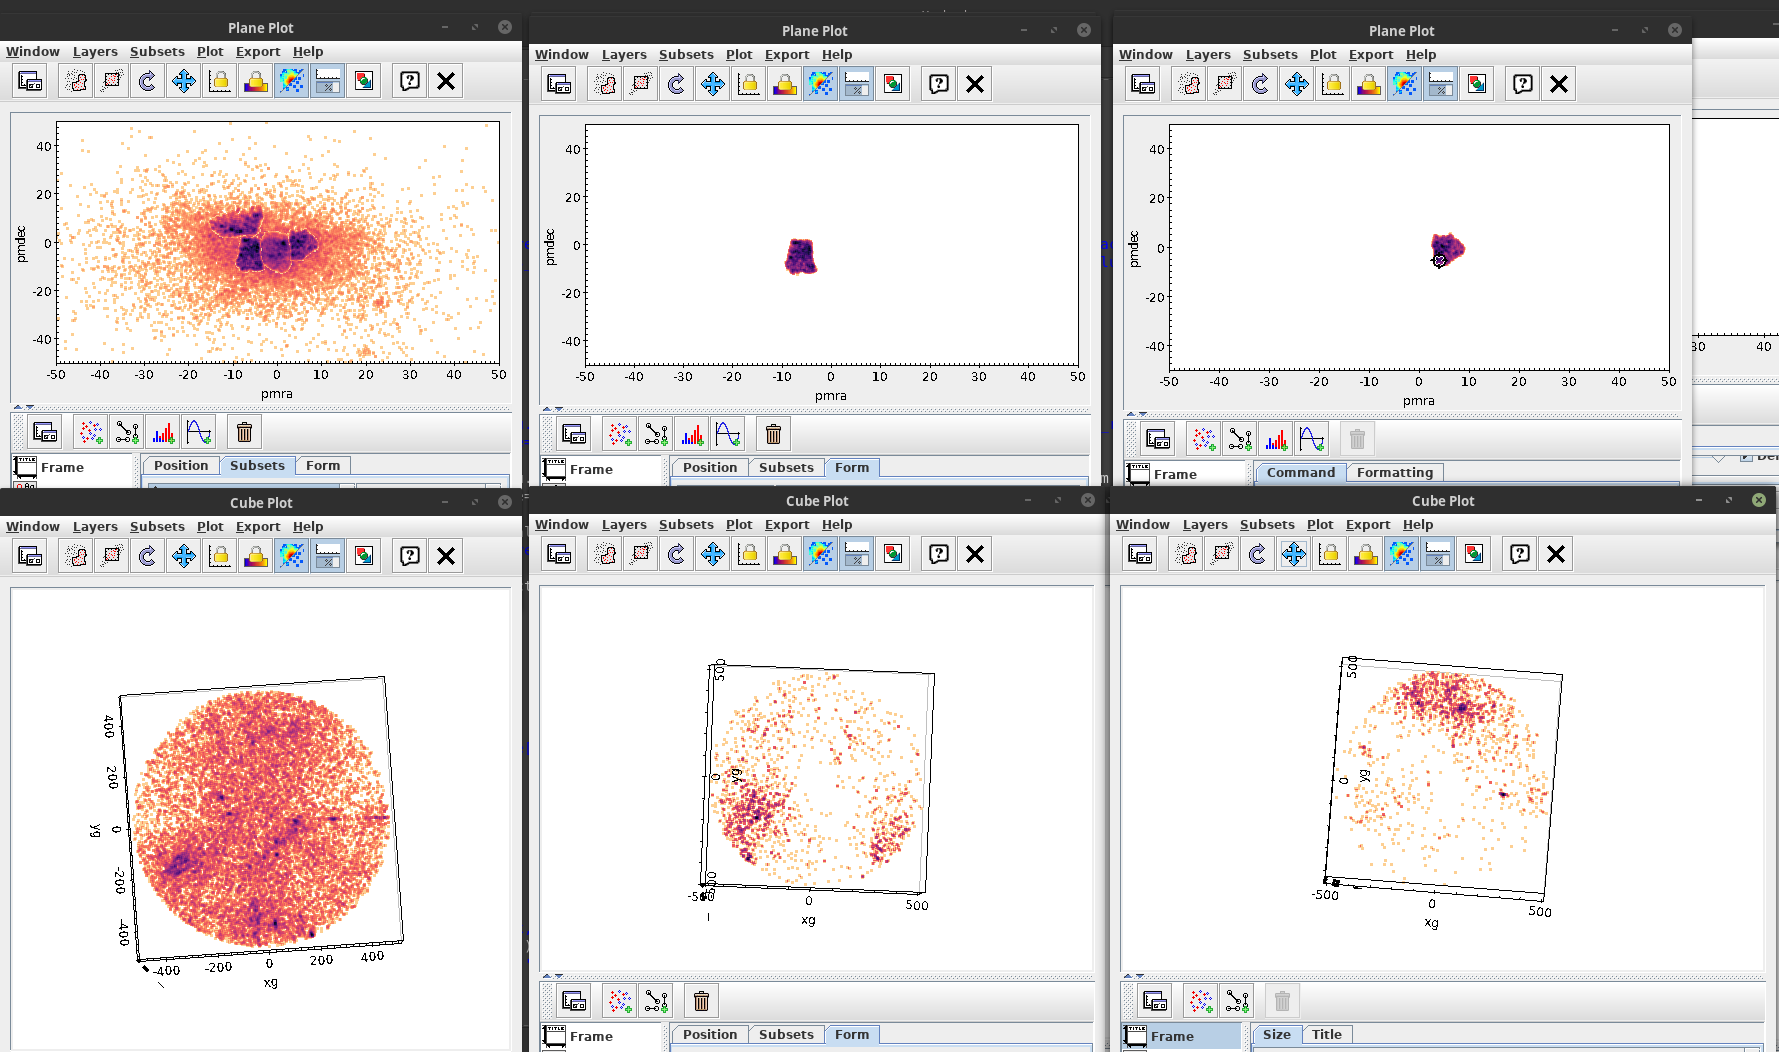 Plane Plot
Window Layers Subsets Plot Export Help
40
20
0
-20
-40
pmdec
-50 -40 -30 -20 -10 0 10 20 30 40 50
pmra
Frame
Position Subsets Form
Plane Plot
Window Layers Subsets Plot Export Help
40
20
0
-20
-40
pmdec
-50 -40 -30 -20 -10 0 10 20 30 40 50
pmra
Frame
Position Subsets Form
Plane Plot
Window Layers Subsets Plot Export Help
40
20
0
-20
-40
pmdec
-50 -40 -30 -20 -10 0 10 20 30 40 50
pmra
Frame
Command Formatting
40
Cube Plot
Window Layers Subsets Plot Export Help
400
200
0
-200
-400
yg
-400 -200 0 200 400
xg
Cube Plot
Window Layers Subsets Plot Export Help
500
0
yg
0 500
xg
Frame
Position Subsets Form
Cube Plot
Window Layers Subsets Plot Export Help
500
0
yg
-500 0 500
xg
Frame
Size Title